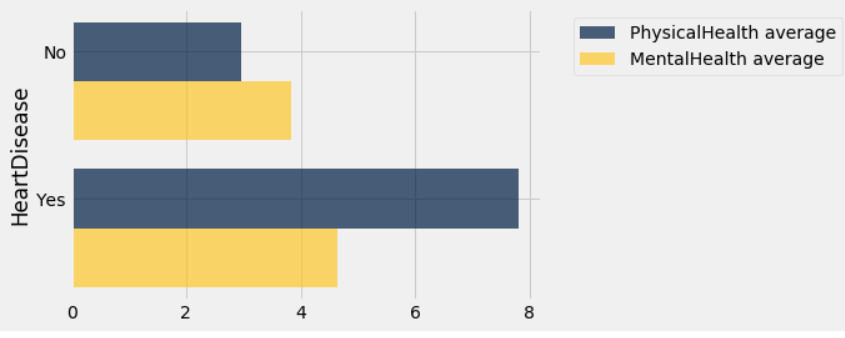 PhysicalHealth average
MentalHealth average
No
Yes
HeartDisease
0 2 4 6 8